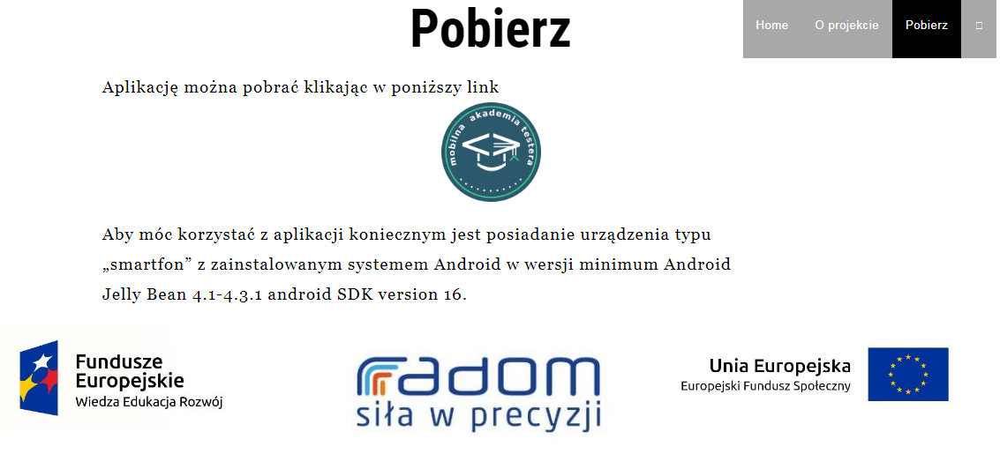 Pobierz
Home
O projekcie
Pobierz
Aplikację można pobrać klikając w poniższy link
mobilna akademia testera
Aby móc korzystać z aplikacji koniecznym jest posiadanie urządzenia typu
„smartfon” z zainstalowanym systemem Android w wersji minimum Android
Jelly Bean 4.1-4.3.1 android SDK version 16.
Fundusze
Europejskie
Wiedza Edukacja Rozwój
radom
siła w precyzji
Unia Europejska
Europejski Fundusz Społeczny